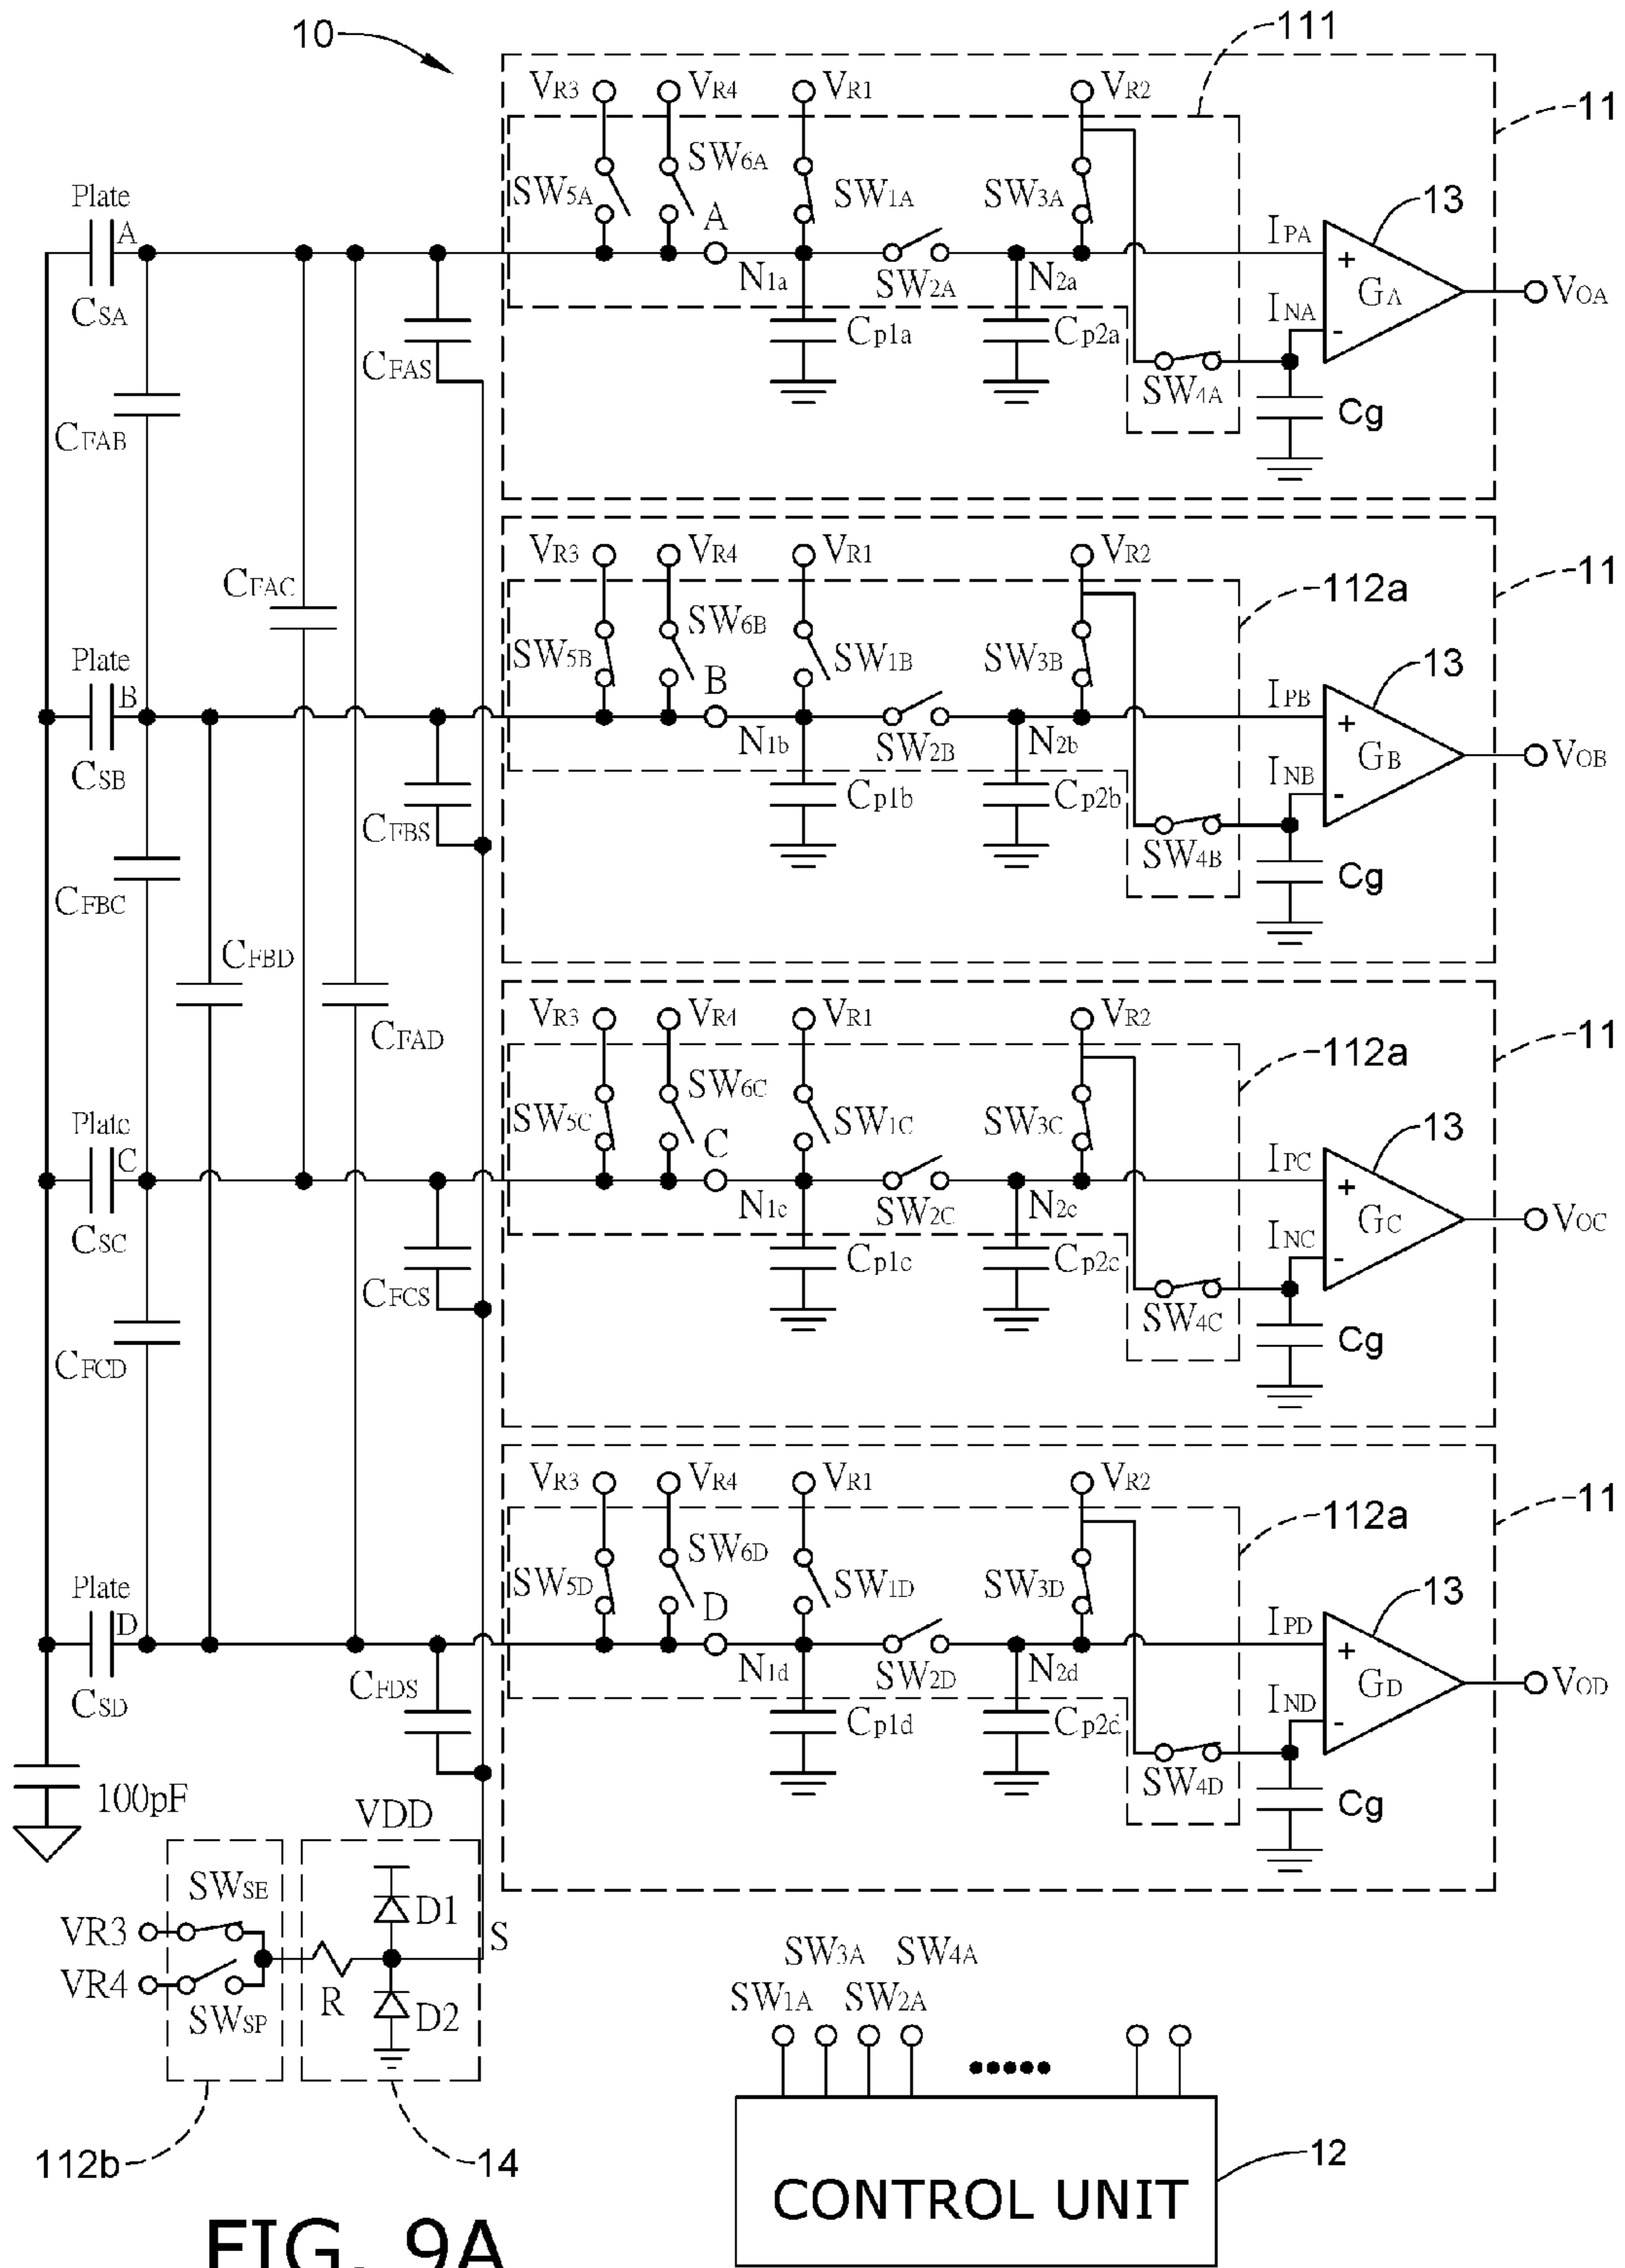 10
111
VR3 VR4 VR1 VR2
11
SW6A
SW5A SW1A SW3A
Plate
A
A
13
IPA
+
GA
VOA
CSA
N1a
SW2A
N2a
INA
-
CFAS
Cp1a
Cp2a
SW4A
Cg
CFAB
VR3 VR4 VR1 VR2
11
CFAC
112a
SW6B
SW5B SW1B SW3B
Plate
B
B
13
IPB
+
GB
VOB
CSB
N1b
SW2B
N2b
INB
-
CFBS
Cp1b
Cp2b
SW4B
Cg
CFBC
CFBD
VR3 VR4 VR1 VR2
11
CFAD
112a
SW6C
SW5C SW1C SW3C
Plate
C
C
13
IPC
+
GC
VOC
CSC
N1c
SW2C
N2c
INC
-
CFCS
Cp1c
Cp2c
SW4C
Cg
CFCD
VR3 VR4 VR1 VR2
11
112a
SW6D
SW5D SW1D SW3D
Plate
D
D
13
IPD
+
GD
VOD
CSD
CFDS
N1d
SW2D
N2d
IND
-
Cp1d
Cp2d
SW4D
Cg
100pF
VDD
SWSE
D1
VR3
S
VR4
R
SWSP
D2
112b
14
SW3A SW4A
SW1A SW2A
12
CONTROL UNIT
FIG. 9A